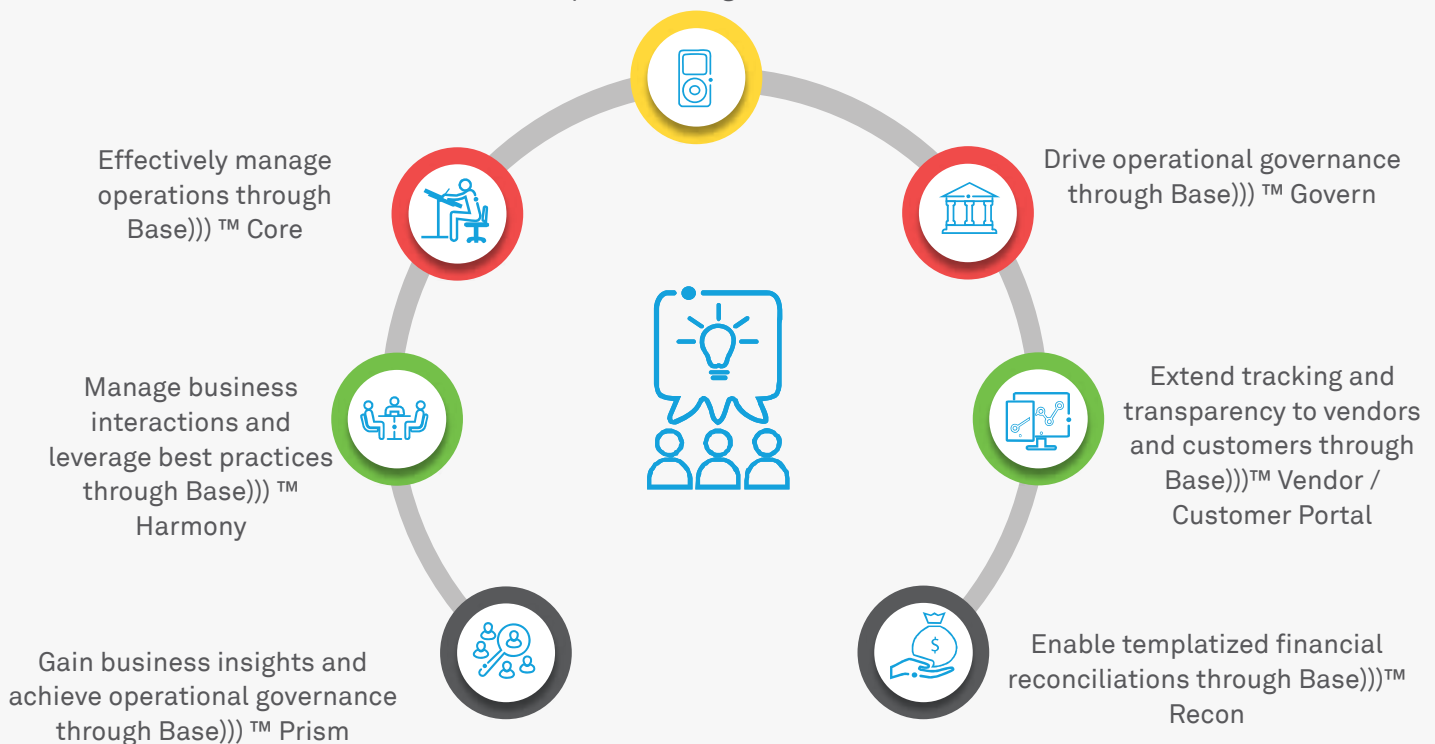 Effectively manage
operations through
Base))) ™ Core
Drive operational governance
through Base))) ™ Govern
Manage business
interactions and
leverage best practices
through Base))) ™
Harmony
Extend tracking and
transparency to vendors
and customers through
Base)))™ Vendor /
Customer Portal
Gain business insights and
achieve operational governance
through Base))) ™ Prism
$
Enable templatized financial
reconciliations through Base)))™
Recon